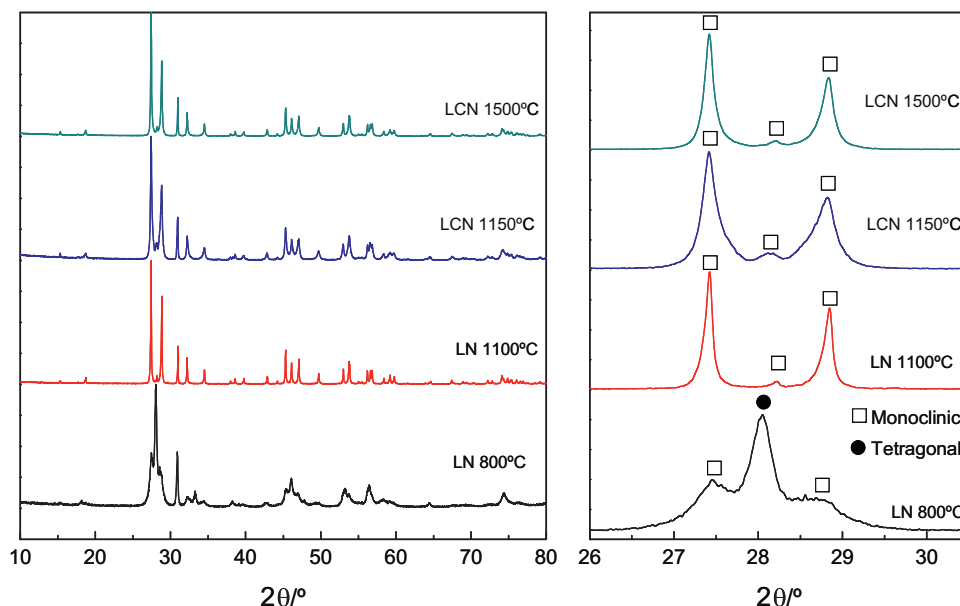 LCN 1500ºC
LCN 1150ºC
LN 1100ºC
LN 800ºC
10 20 30 40 50 60 70 80
2θ/º
LCN 1500ºC
LCN 1150ºC
LN 1100ºC
□ Monoclinic
● Tetragonal
LN 800ºC
26 27 28 29 30
2θ/º